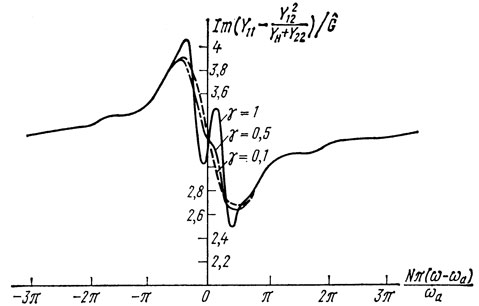 Im(Y11 − Y12²/(Yн+Y22))/Ĝ
4
3,8
3,6
γ = 1
γ = 0,5
γ = 0,1
2,8
2,6
2,4
2,2
−3π −2π −π 0 π 2π 3π
Nπ(ω−ωa)/ωa